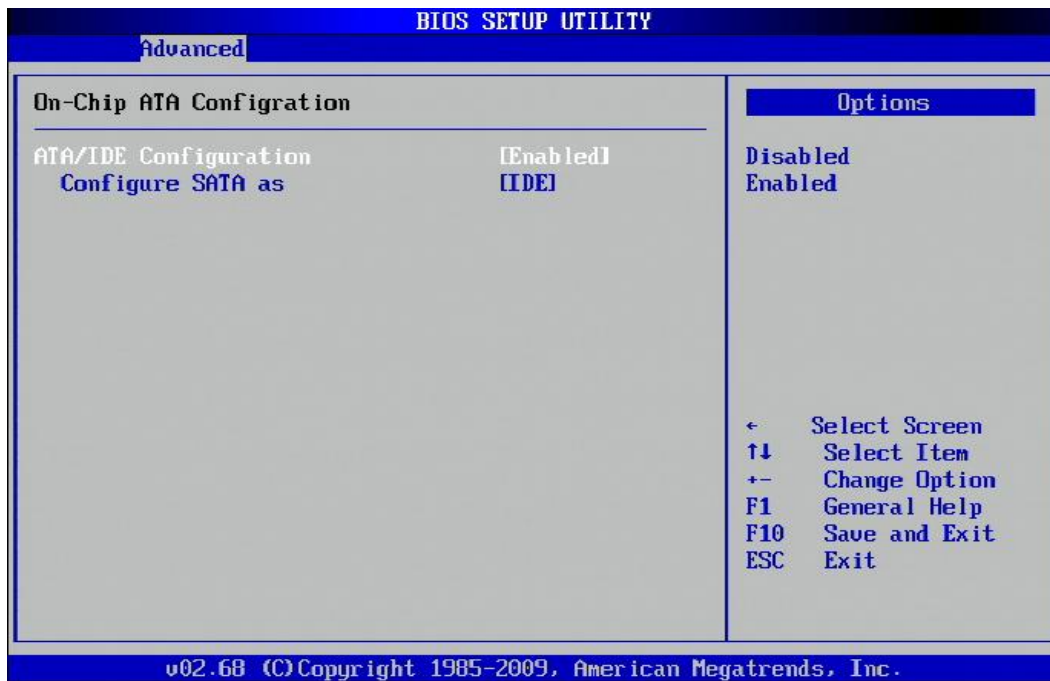 BIOS SETUP UTILITY
Advanced
On-Chip ATA Configration
ATA/IDE Configuration [Enabled]
Configure SATA as [IDE]
Options
Disabled
Enabled
← Select Screen
↑↓ Select Item
+- Change Option
F1 General Help
F10 Save and Exit
ESC Exit
v02.68 (C)Copyright 1985-2009, American Megatrends, Inc.